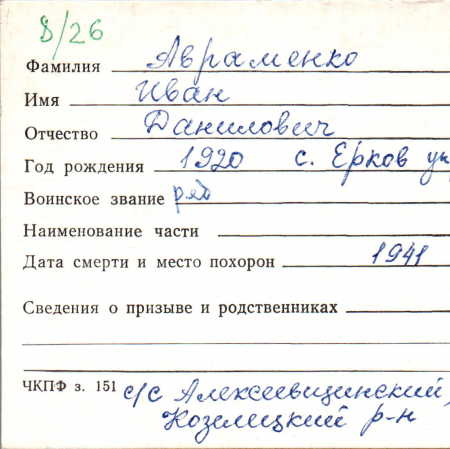 8/26
Фамилия Авраменко
Имя Иван
Отчество Данилович
Год рождения 1920 с. Ерков
Воинское звание ряд
Наименование части
Дата смерти и место похорон 1941
Сведения о призыве и родственниках
ЧКПФ з. 151 с/с Алексеевщинский,
Козелецкий р-н